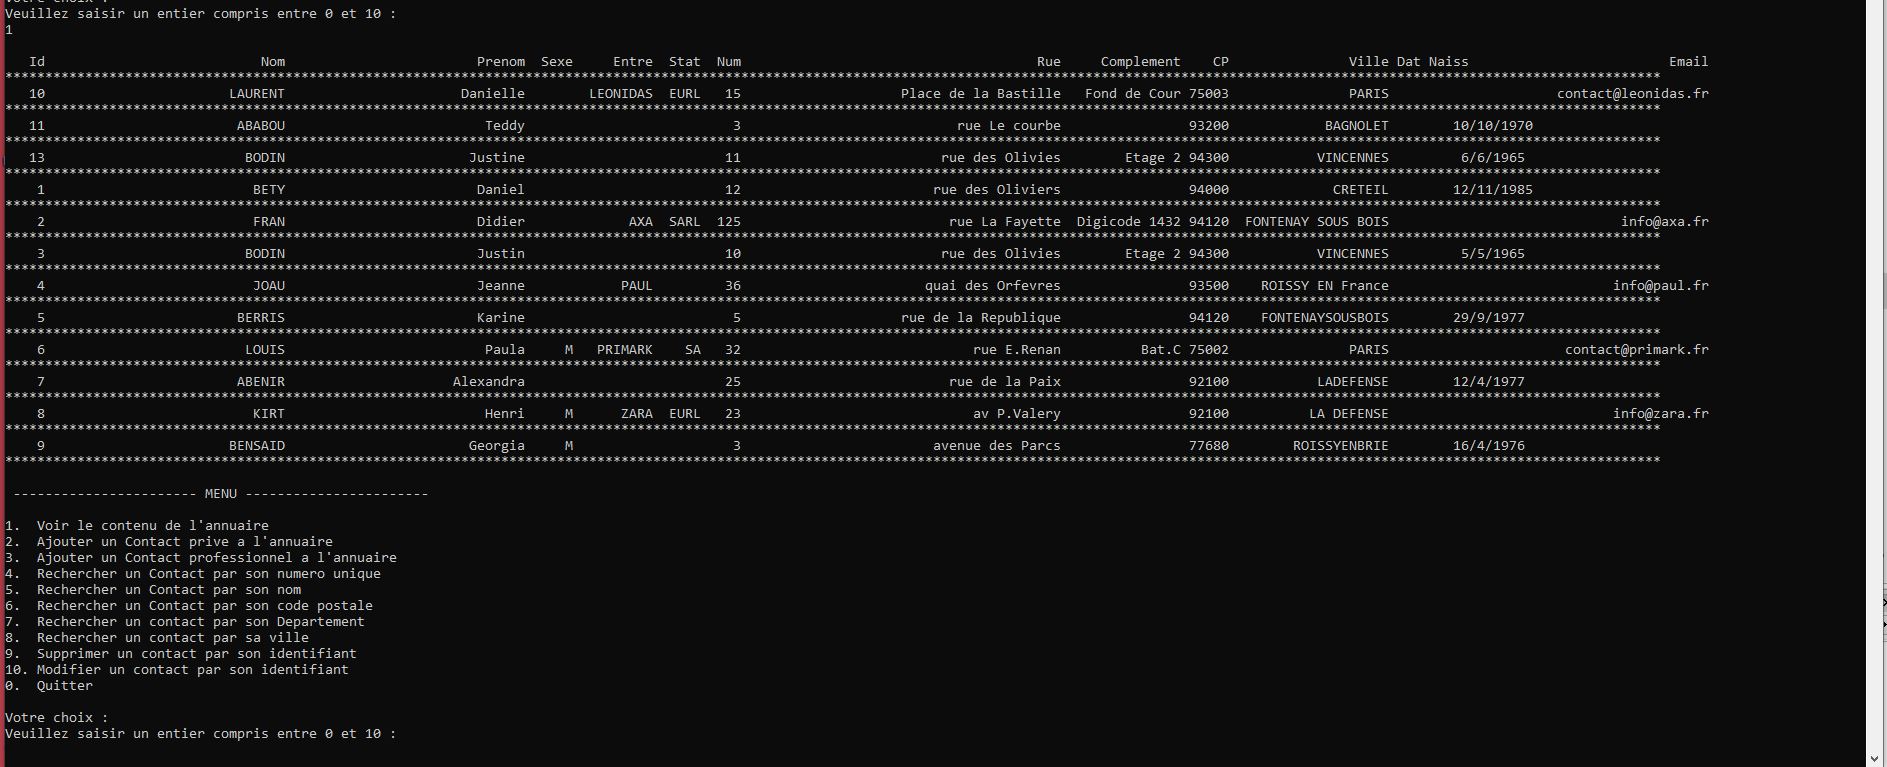 Votre choix :
Veuillez saisir un entier compris entre 0 et 10 :
1
Id Nom Prenom Sexe Entre Stat Num Rue Complement CP Ville Dat Naiss Email
10 LAURENT Danielle LEONIDAS EURL 15 Place de la Bastille Fond de Cour 75003 PARIS contact@leonidas.fr
11 ABABOU Teddy 3 rue Le courbe 93200 BAGNOLET 10/10/1970
13 BODIN Justine 11 rue des Olivies Etage 2 94300 VINCENNES 6/6/1965
1 BETY Daniel 12 rue des Oliviers 94000 CRETEIL 12/11/1985
2 FRAN Didier AXA SARL 125 rue La Fayette Digicode 1432 94120 FONTENAY SOUS BOIS info@axa.fr
3 BODIN Justin 10 rue des Olivies Etage 2 94300 VINCENNES 5/5/1965
4 JOAU Jeanne PAUL 36 quai des Orfevres 93500 ROISSY EN France info@paul.fr
5 BERRIS Karine 5 rue de la Republique 94120 FONTENAYSOUSBOIS 29/9/1977
6 LOUIS Paula M PRIMARK SA 32 rue E.Renan Bat.C 75002 PARIS contact@primark.fr
7 ABENIR Alexandra 25 rue de la Paix 92100 LADEFENSE 12/4/1977
8 KIRT Henri M ZARA EURL 23 av P.Valery 92100 LA DEFENSE info@zara.fr
9 BENSAID Georgia M 3 avenue des Parcs 77680 ROISSYENBRIE 16/4/1976
----------------------- MENU -----------------------
1. Voir le contenu de l'annuaire
2. Ajouter un Contact prive a l'annuaire
3. Ajouter un Contact professionnel a l'annuaire
4. Rechercher un Contact par son numero unique
5. Rechercher un Contact par son nom
6. Rechercher un Contact par son code postale
7. Rechercher un Contact par son Departement
8. Rechercher un contact par sa ville
9. Supprimer un contact par son identifiant
10. Modifier un contact par son identifiant
0. Quitter
Votre choix :
Veuillez saisir un entier compris entre 0 et 10 :